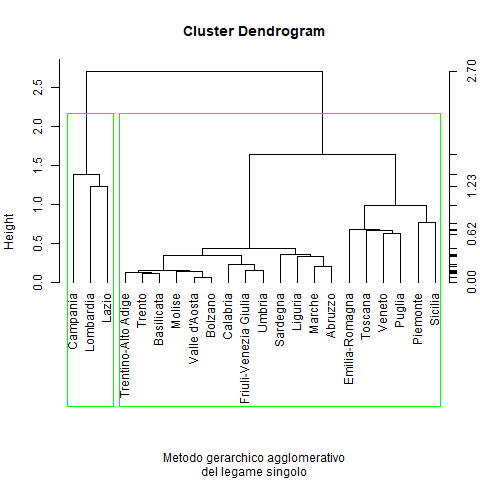 Cluster Dendrogram
Height
0.0
0.5
1.0
1.5
2.0
2.5
2.70
1.23
0.62
0.00
Campania
Lombardia
Lazio
Trentino-Alto Adige
Trento
Basilicata
Molise
Valle d'Aosta
Bolzano
Calabria
Friuli-Venezia Giulia
Umbria
Sardegna
Liguria
Marche
Abruzzo
Emilia-Romagna
Toscana
Veneto
Puglia
Piemonte
Sicilia
Metodo gerarchico agglomerativo
del legame singolo